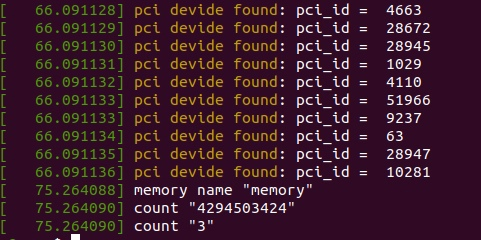 [   66.091128] pci devide found: pci_id =  4663
[   66.091129] pci devide found: pci_id =  28672
[   66.091130] pci devide found: pci_id =  28945
[   66.091131] pci devide found: pci_id =  1029
[   66.091132] pci devide found: pci_id =  4110
[   66.091133] pci devide found: pci_id =  51966
[   66.091133] pci devide found: pci_id =  9237
[   66.091134] pci devide found: pci_id =  63
[   66.091135] pci devide found: pci_id =  28947
[   66.091136] pci devide found: pci_id =  10281
[   75.264088] memory name "memory"
[   75.264090] count "4294503424"
[   75.264090] count "3"